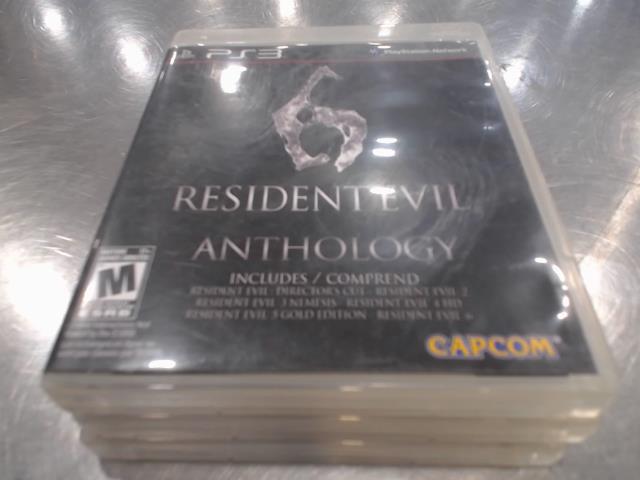 PS3
PlayStation Network
6
RESIDENT EVIL
ANTHOLOGY
INCLUDES / COMPREND
RESIDENT EVIL DIRECTOR'S CUT · RESIDENT EVIL 2
RESIDENT EVIL 3 NEMESIS · RESIDENT EVIL 4 HD
RESIDENT EVIL 5 GOLD EDITION · RESIDENT EVIL 6
M
ESRB
CAPCOM